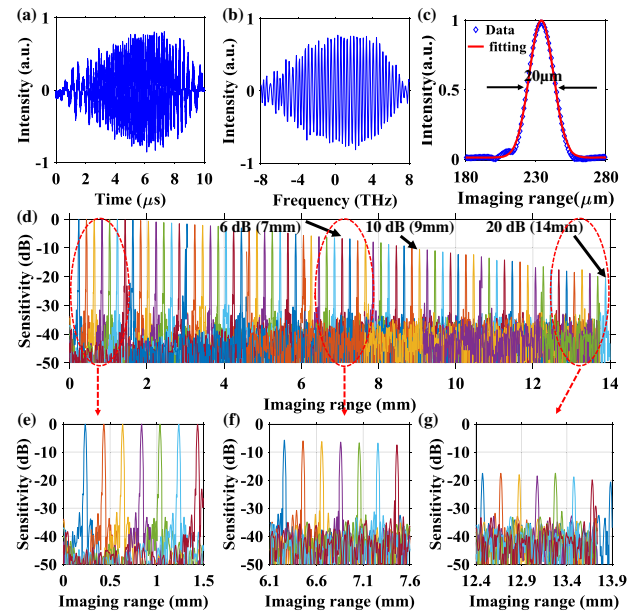 (a)
Intensity (a.u.)
1
0
-1
0 2 4 6 8 10
Time (μs)
(b)
Intensity (a.u.)
1
0
-1
-8 -4 0 4 8
Frequency (THz)
(c)
Intensity(a.u.)
1
0.5
0
Data
fitting
20μm
180 230 280
Imaging range(μm)
(d)
Sensitivity (dB)
0
-10
-20
-30
-40
-50
6 dB (7mm)
10 dB (9mm)
20 dB (14mm)
0 2 4 6 8 10 12 14
Imaging range (mm)
(e)
Sensitivity (dB)
0
-10
-20
-30
-40
-50
0 0.5 1 1.5
Imaging range (mm)
(f)
Sensitivity (dB)
0
-10
-20
-30
-40
-50
6.1 6.6 7.1 7.6
Imaging range (mm)
(g)
Sensitivity (dB)
0
-10
-20
-30
-40
-50
12.4 12.9 13.4 13.9
Imaging range (mm)